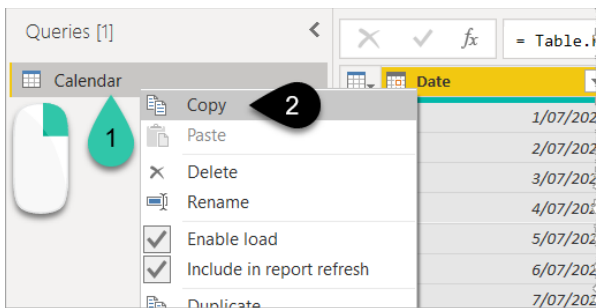 Queries [1]
fx
= Table.
Calendar
Date
1
Copy
2
Paste
Delete
Rename
Enable load
Include in report refresh
Duplicate
1/07/202
2/07/202
3/07/202
4/07/202
5/07/202
6/07/202
7/07/202